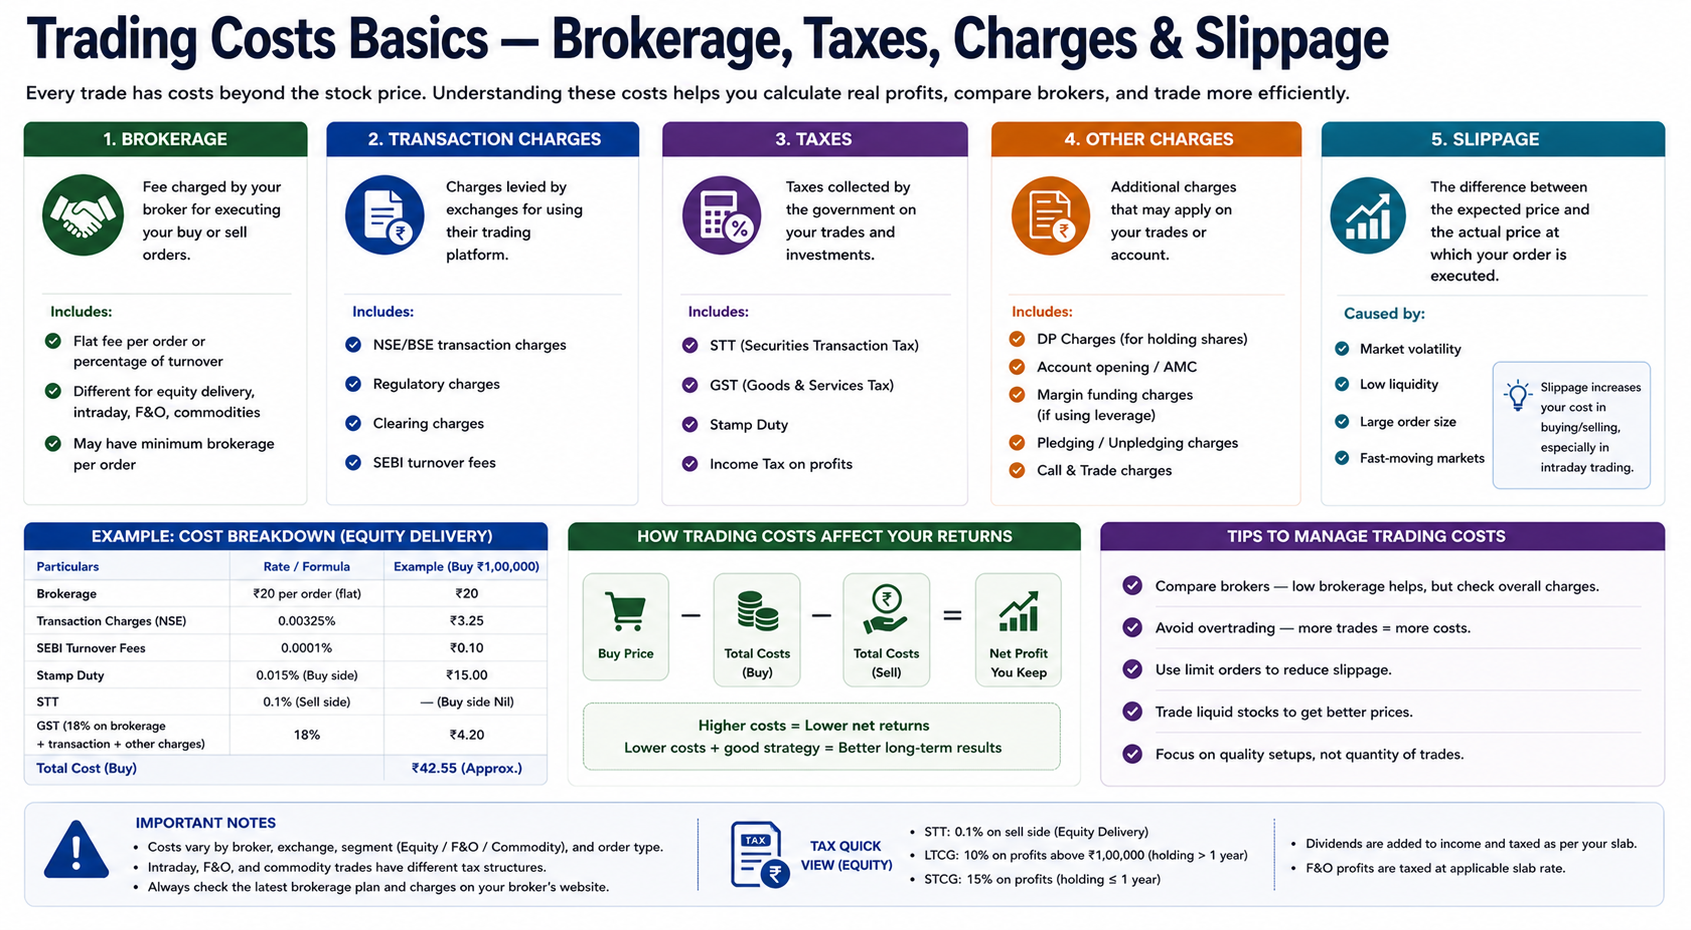 Trading Costs Basics — Brokerage, Taxes, Charges & Slippage
Every trade has costs beyond the stock price. Understanding these costs helps you calculate real profits, compare brokers, and trade more efficiently.
1. BROKERAGE
Fee charged by your
broker for executing
your buy or sell
orders.
Includes:
Flat fee per order or
percentage of turnover
Different for equity delivery,
intraday, F&O, commodities
May have minimum brokerage
per order
2. TRANSACTION CHARGES
₹
Charges levied by
exchanges for using
their trading
platform.
Includes:
NSE/BSE transaction charges
Regulatory charges
Clearing charges
SEBI turnover fees
3. TAXES
%
Taxes collected by
the government on
your trades and
investments.
Includes:
STT (Securities Transaction Tax)
GST (Goods & Services Tax)
Stamp Duty
Income Tax on profits
4. OTHER CHARGES
₹
Additional charges
that may apply on
your trades or
account.
Includes:
DP Charges (for holding shares)
Account opening / AMC
Margin funding charges
(if using leverage)
Pledging / Unpledging charges
Call & Trade charges
5. SLIPPAGE
The difference between
the expected price and
the actual price at
which your order is
executed.
Caused by:
Market volatility
Low liquidity
Large order size
Fast-moving markets
Slippage increases
your cost in
buying/selling,
especially in
intraday trading.
EXAMPLE: COST BREAKDOWN (EQUITY DELIVERY)
Particulars Rate / Formula Example (Buy ₹1,00,000)
Brokerage ₹20 per order (flat) ₹20
Transaction Charges (NSE) 0.00325% ₹3.25
SEBI Turnover Fees 0.0001% ₹0.10
Stamp Duty 0.015% (Buy side) ₹15.00
STT 0.1% (Sell side) — (Buy side Nil)
GST (18% on brokerage
+ transaction + other charges) 18% ₹4.20
Total Cost (Buy) ₹42.55 (Approx.)
HOW TRADING COSTS AFFECT YOUR RETURNS
Buy Price
—
Total Costs
(Buy)
—
₹
Total Costs
(Sell)
=
Net Profit
You Keep
Higher costs = Lower net returns
Lower costs + good strategy = Better long-term results
TIPS TO MANAGE TRADING COSTS
Compare brokers — low brokerage helps, but check overall charges.
Avoid overtrading — more trades = more costs.
Use limit orders to reduce slippage.
Trade liquid stocks to get better prices.
Focus on quality setups, not quantity of trades.
IMPORTANT NOTES
• Costs vary by broker, exchange, segment (Equity / F&O / Commodity), and order type.
• Intraday, F&O, and commodity trades have different tax structures.
• Always check the latest brokerage plan and charges on your broker's website.
TAX
₹
TAX QUICK
VIEW (EQUITY)
• STT: 0.1% on sell side (Equity Delivery)
• LTCG: 10% on profits above ₹1,00,000 (holding > 1 year)
• STCG: 15% on profits (holding ≤ 1 year)
• Dividends are added to income and taxed as per your slab.
• F&O profits are taxed at applicable slab rate.